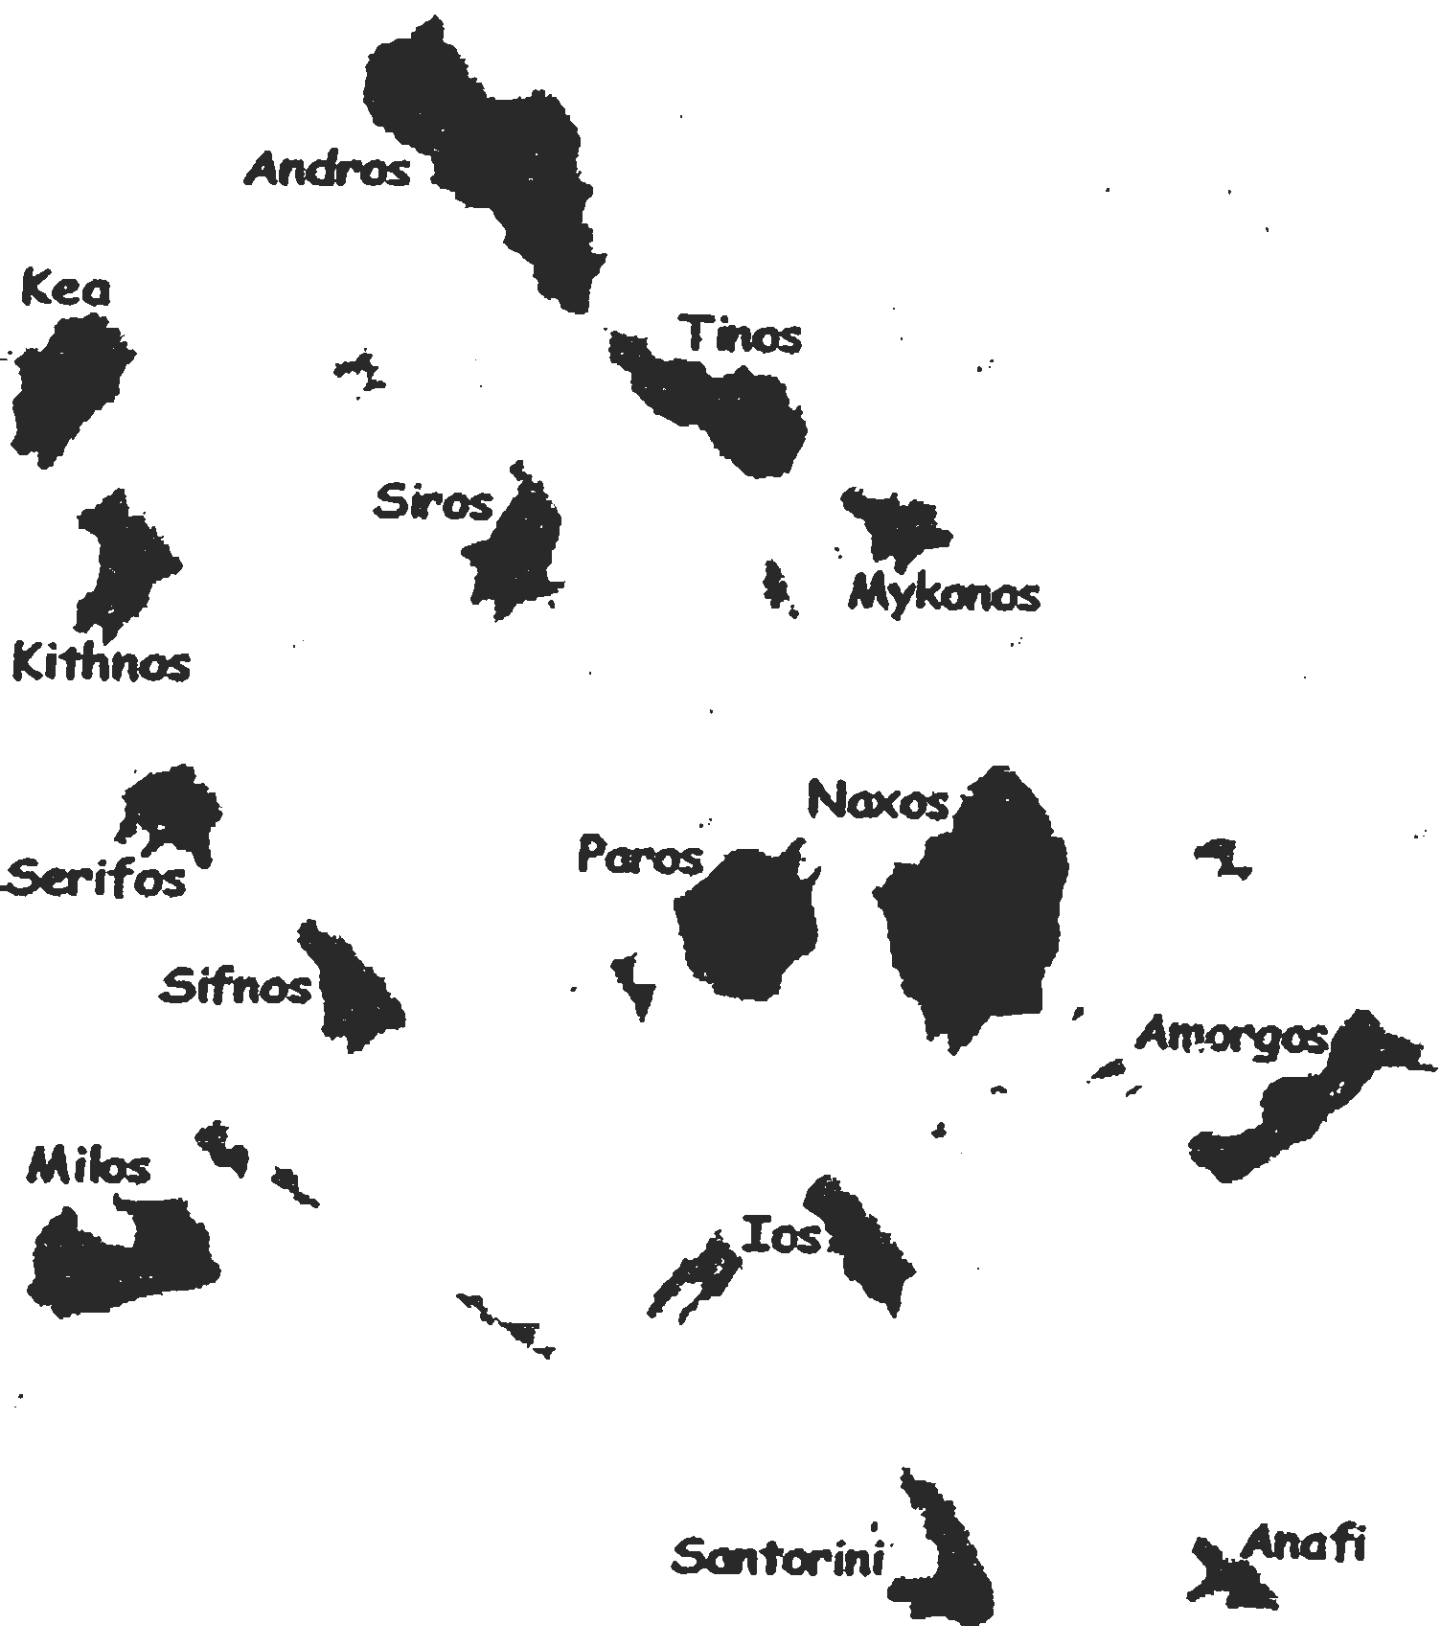 Andros
Kea
Tinos
Siros
Mykonos
Kithnos
Naxos
Paros
Serifos
Sifnos
Amorgos
Milos
Ios
Santorini
Anafi